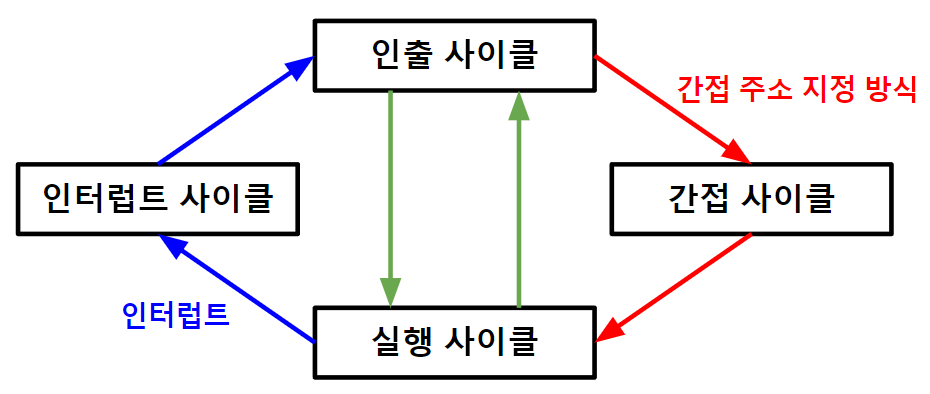 인출 사이클
간접 주소 지정 방식
인터럽트 사이클
간접 사이클
인터럽트
실행 사이클